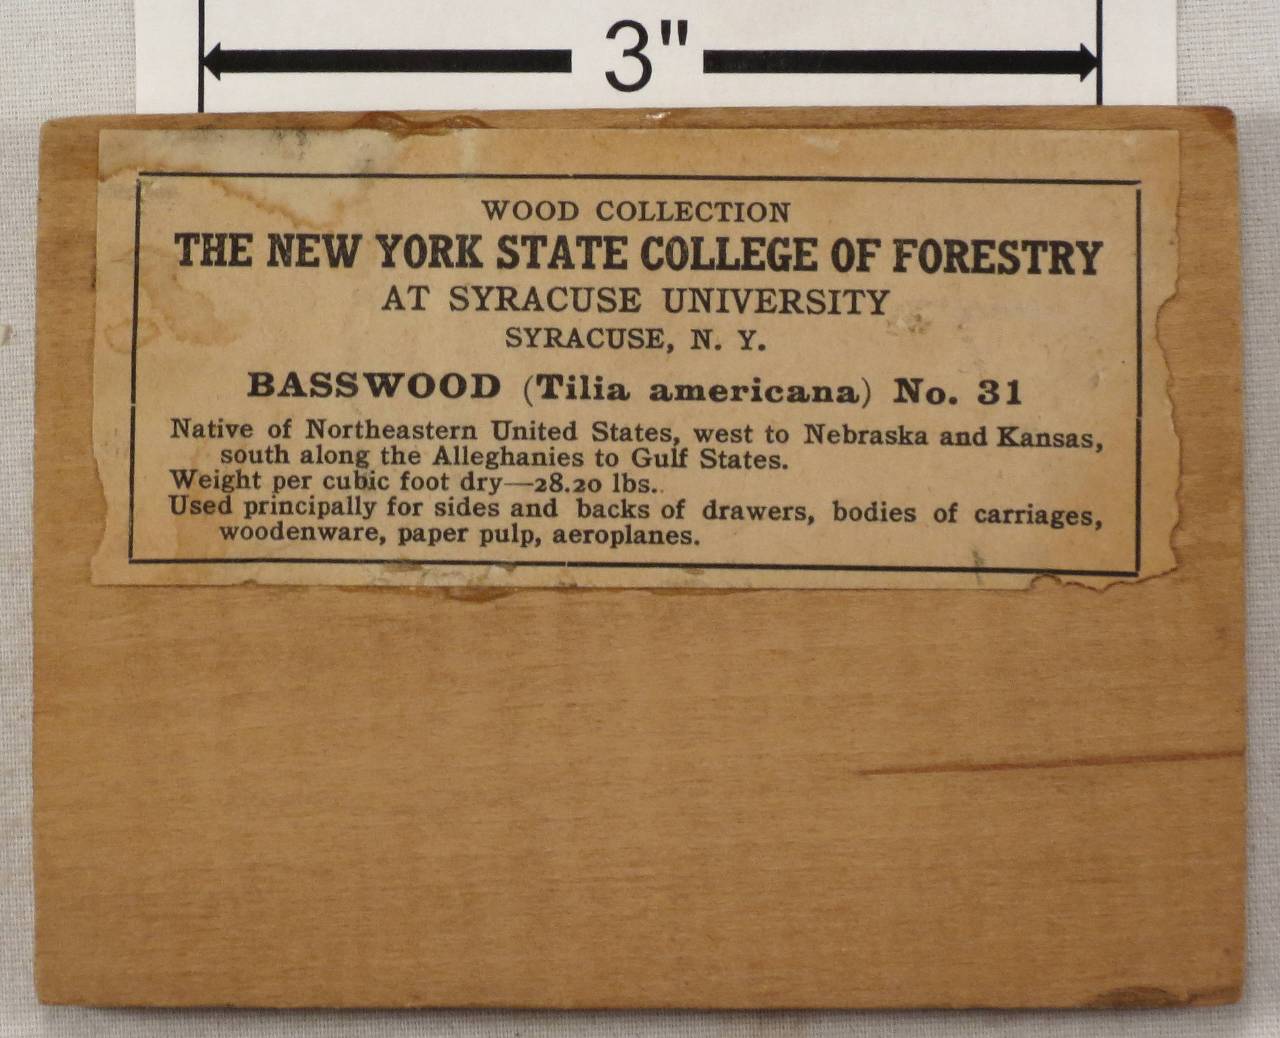 3"
WOOD COLLECTION
THE NEW YORK STATE COLLEGE OF FORESTRY
AT SYRACUSE UNIVERSITY
SYRACUSE, N. Y.
BASSWOOD (Tilia americana) No. 31
Native of Northeastern United States, west to Nebraska and Kansas,
south along the Alleghanies to Gulf States.
Weight per cubic foot dry—28.20 lbs.
Used principally for sides and backs of drawers, bodies of carriages,
woodenware, paper pulp, aeroplanes.